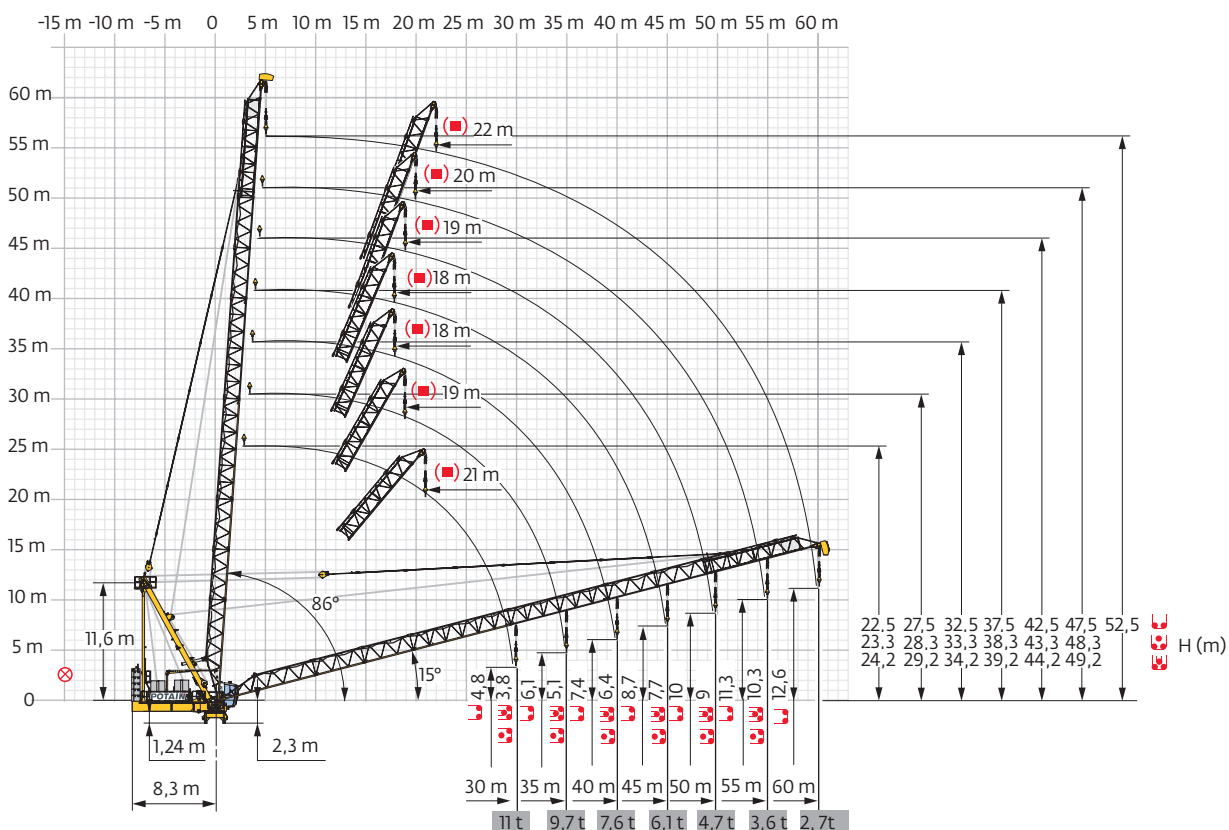 -15 m -10 m -5 m 0 5 m 10 m 15 m 20 m 25 m 30 m 35 m 40 m 45 m 50 m 55 m 60 m
60 m
55 m
50 m
45 m
40 m
35 m
30 m
25 m
20 m
15 m
10 m
5 m
0
22 m
20 m
19 m
18 m
18 m
19 m
21 m
86°
15°
11,6 m
POTAIN
1,24 m
2,3 m
8,3 m
4,8
3,8
6,1
5,1
7,4
6,4
8,7
7,7
10
9
11,3
10,3
12,6
22,5 27,5 32,5 37,5 42,5 47,5 52,5
23,3 28,3 33,3 38,3 43,3 48,3
24,2 29,2 34,2 39,2 44,2 49,2
H (m)
30 m 35 m 40 m 45 m 50 m 55 m 60 m
11 t 9,7 t 7,6 t 6,1 t 4,7 t 3,6 t 2,7t